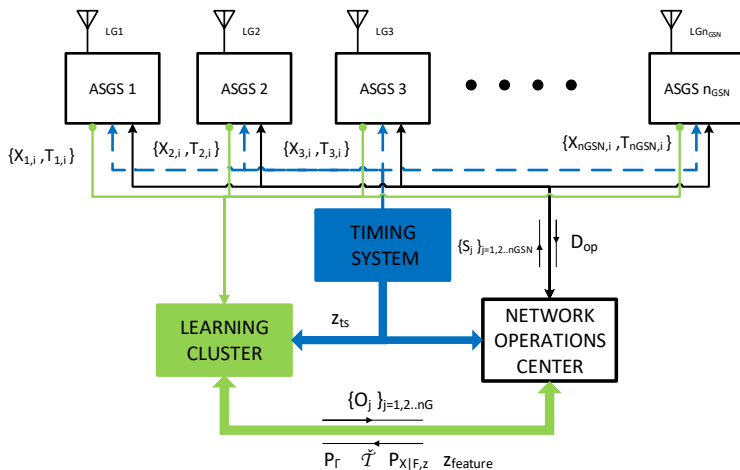 LG1 LG2 LG3 LGnGSN
ASGS 1 ASGS 2 ASGS 3 ASGS nGSN
{X1,i ,T1,i} {X2,i ,T2,i} {X3,i ,T3,i} {XnGSN,i ,TnGSN,i}
TIMING
SYSTEM
{Sj }j=1,2..nGSN Dop
LEARNING
CLUSTER
zts
NETWORK
OPERATIONS
CENTER
{Oj }j=1,2..nG
PΓ Ť PX|F,z zfeature